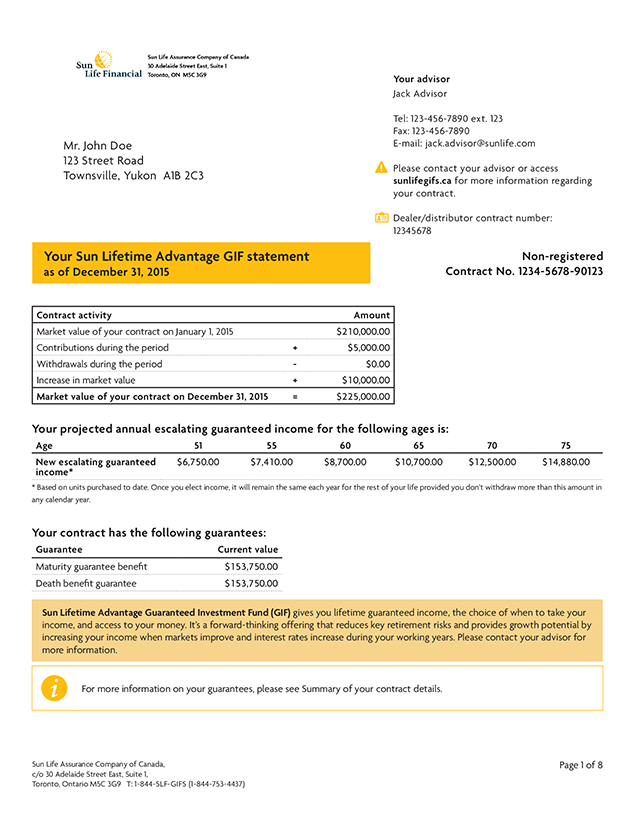 Sun
Life Financial
Sun Life Assurance Company of Canada
30 Adelaide Street East, Suite 1
Toronto, ON M5C 3G9
Your advisor
Jack Advisor
Tel: 123-456-7890 ext. 123
Fax: 123-456-7890
E-mail: jack.advisor@sunlife.com
Mr. John Doe
123 Street Road
Townsville, Yukon A1B 2C3
Please contact your advisor or access
sunlifegifs.ca for more information regarding
your contract.
Dealer/distributor contract number:
12345678
Your Sun Lifetime Advantage GIF statement
as of December 31, 2015
Non-registered
Contract No. 1234-5678-90123
Contract activity Amount
Market value of your contract on January 1, 2015 $210,000.00
Contributions during the period + $5,000.00
Withdrawals during the period - $0.00
Increase in market value + $10,000.00
Market value of your contract on December 31, 2015 = $225,000.00
Your projected annual escalating guaranteed income for the following ages is:
Age 51 55 60 65 70 75
New escalating guaranteed $6,750.00 $7,410.00 $8,700.00 $10,700.00 $12,500.00 $14,880.00
income*
* Based on units purchased to date. Once you elect income, it will remain the same each year for the rest of your life provided you don't withdraw more than this amount in
any calendar year.
Your contract has the following guarantees:
Guarantee Current value
Maturity guarantee benefit $153,750.00
Death benefit guarantee $153,750.00
Sun Lifetime Advantage Guaranteed Investment Fund (GIF) gives you lifetime guaranteed income, the choice of when to take your
income, and access to your money. It's a forward-thinking offering that reduces key retirement risks and provides growth potential by
increasing your income when markets improve and interest rates increase during your working years. Please contact your advisor for
more information.
i
For more information on your guarantees, please see Summary of your contract details.
Sun Life Assurance Company of Canada,
c/o 30 Adelaide Street East, Suite 1,
Toronto, Ontario M5C 3G9 T: 1-844-SLF-GIFS (1-844-753-4437)
Page 1 of 8